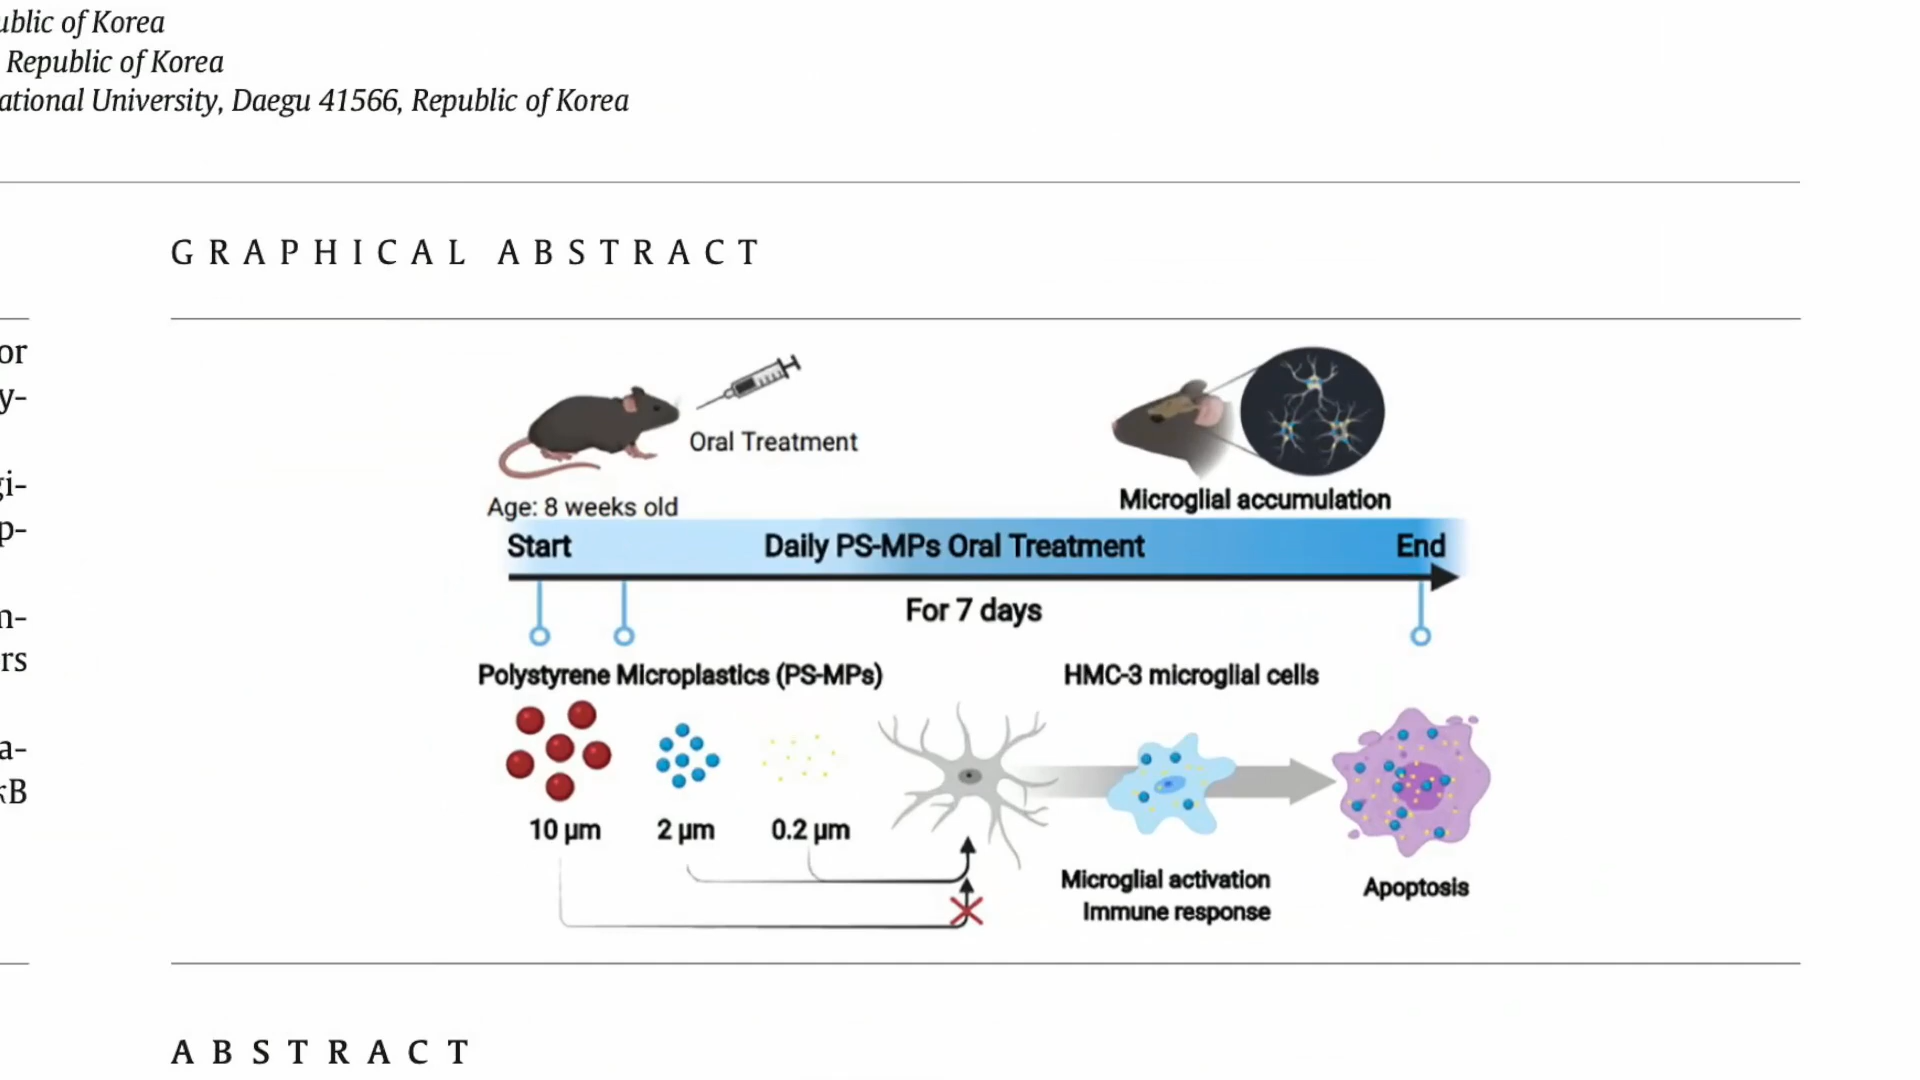 ublic of Korea
Republic of Korea
ational University, Daegu 41566, Republic of Korea
GRAPHICAL ABSTRACT
or
y-
gi-
p-
n-
rs
a-
κB
Oral Treatment
Age: 8 weeks old
Microglial accumulation
Start
Daily PS-MPs Oral Treatment
End
For 7 days
Polystyrene Microplastics (PS-MPs)
HMC-3 microglial cells
10 µm
2 µm
0.2 µm
Microglial activation
Immune response
Apoptosis
ABSTRACT